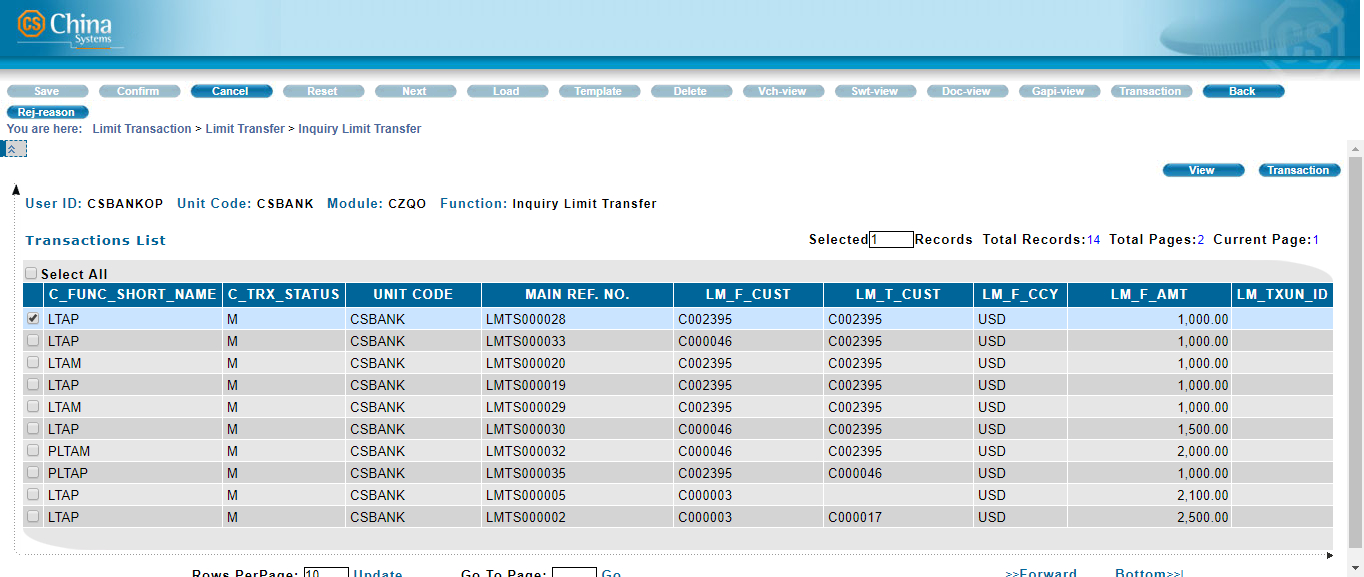 CS China
Systems
Save Confirm Cancel Reset Next Load Template Delete Vch-view Swt-view Doc-view Gapi-view Transaction Back
Rej-reason
You are here: Limit Transaction > Limit Transfer > Inquiry Limit Transfer
View Transaction
User ID: CSBANKOP Unit Code: CSBANK Module: CZQO Function: Inquiry Limit Transfer
Transactions List Selected 1 Records Total Records:14 Total Pages:2 Current Page:1
Select All
C_FUNC_SHORT_NAME C_TRX_STATUS UNIT CODE MAIN REF. NO. LM_F_CUST LM_T_CUST LM_F_CCY LM_F_AMT LM_TXUN_ID
LTAP M CSBANK LMTS000028 C002395 C002395 USD 1,000.00
LTAP M CSBANK LMTS000033 C000046 C002395 USD 1,000.00
LTAM M CSBANK LMTS000020 C002395 C002395 USD 1,000.00
LTAP M CSBANK LMTS000019 C002395 C002395 USD 1,000.00
LTAM M CSBANK LMTS000029 C002395 C002395 USD 1,000.00
LTAP M CSBANK LMTS000030 C000046 C002395 USD 1,500.00
PLTAM M CSBANK LMTS000032 C000046 C002395 USD 2,000.00
PLTAP M CSBANK LMTS000035 C002395 C000046 USD 1,000.00
LTAP M CSBANK LMTS000005 C000003 USD 2,100.00
LTAP M CSBANK LMTS000002 C000003 C000017 USD 2,500.00
Rows PerPage: 10 Update Go To Page: Go >>Forward Bottom>>|